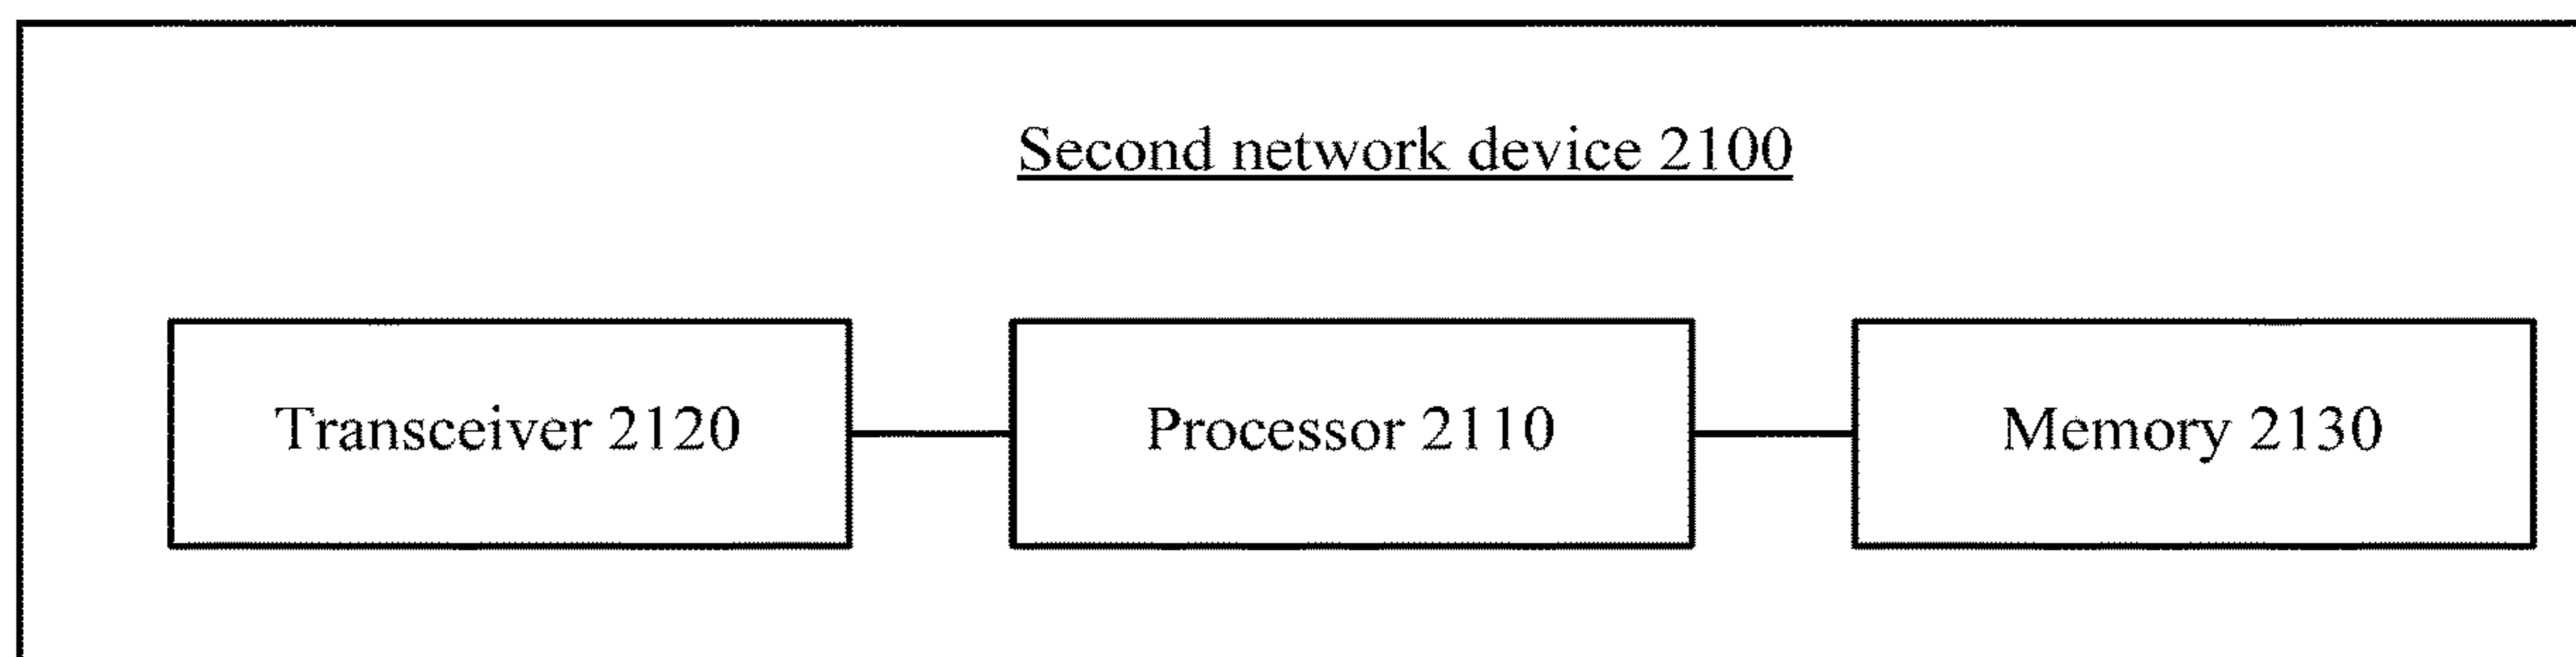 Second network device 2100
Transceiver 2120
Processor 2110
Memory 2130